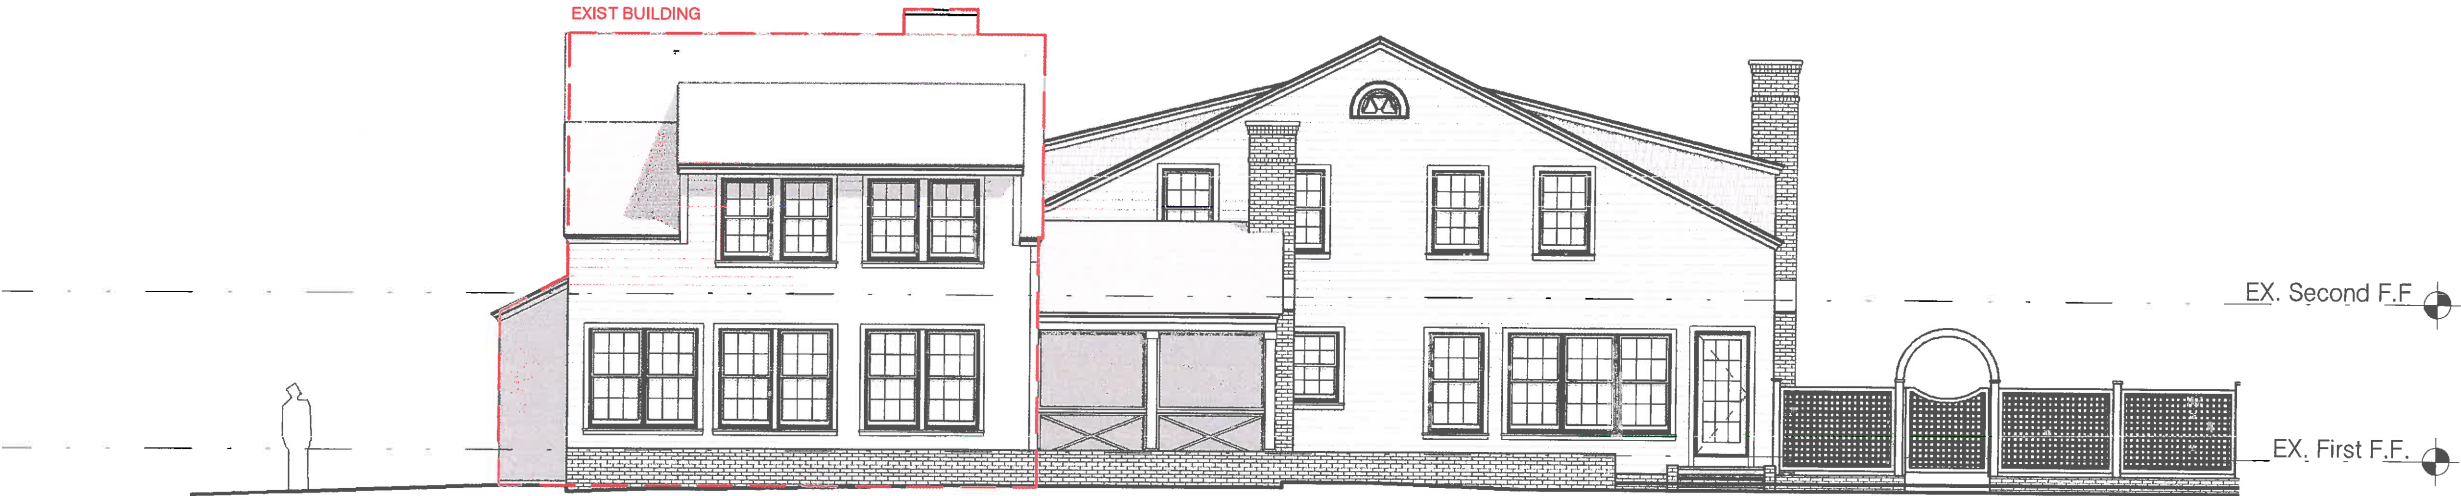 EXIST BUILDING
EX. Second F.F
EX. First F.F.